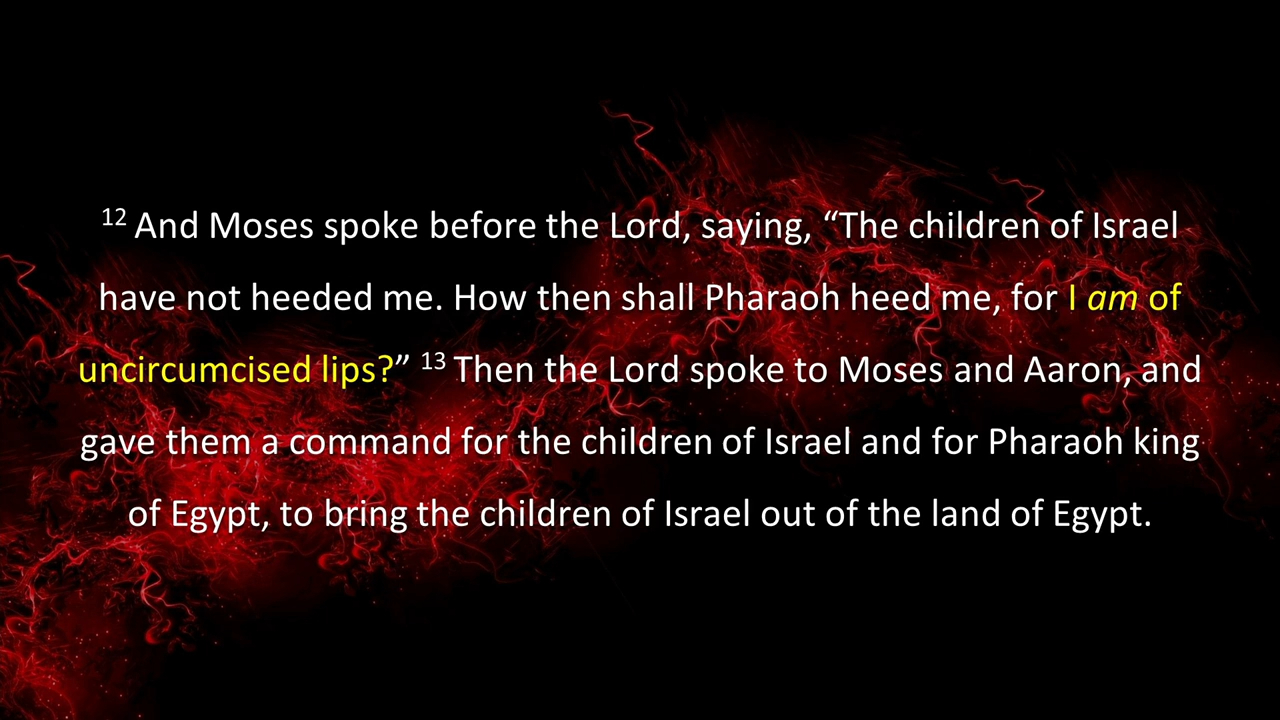 12 And Moses spoke before the Lord, saying, “The children of Israel
have not heeded me. How then shall Pharaoh heed me, for I am of
uncircumcised lips?” 13 Then the Lord spoke to Moses and Aaron, and
gave them a command for the children of Israel and for Pharaoh king
of Egypt, to bring the children of Israel out of the land of Egypt.